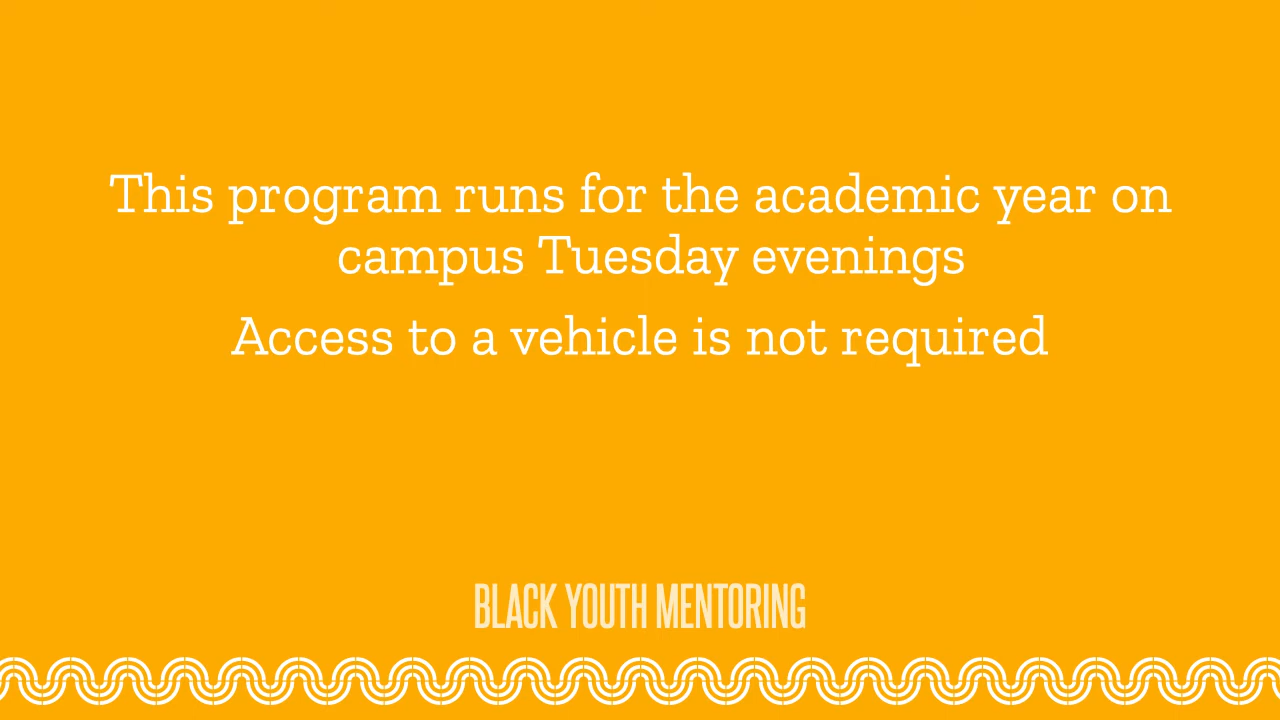 This program runs for the academic year on
campus Tuesday evenings
Access to a vehicle is not required
BLACK YOUTH MENTORING